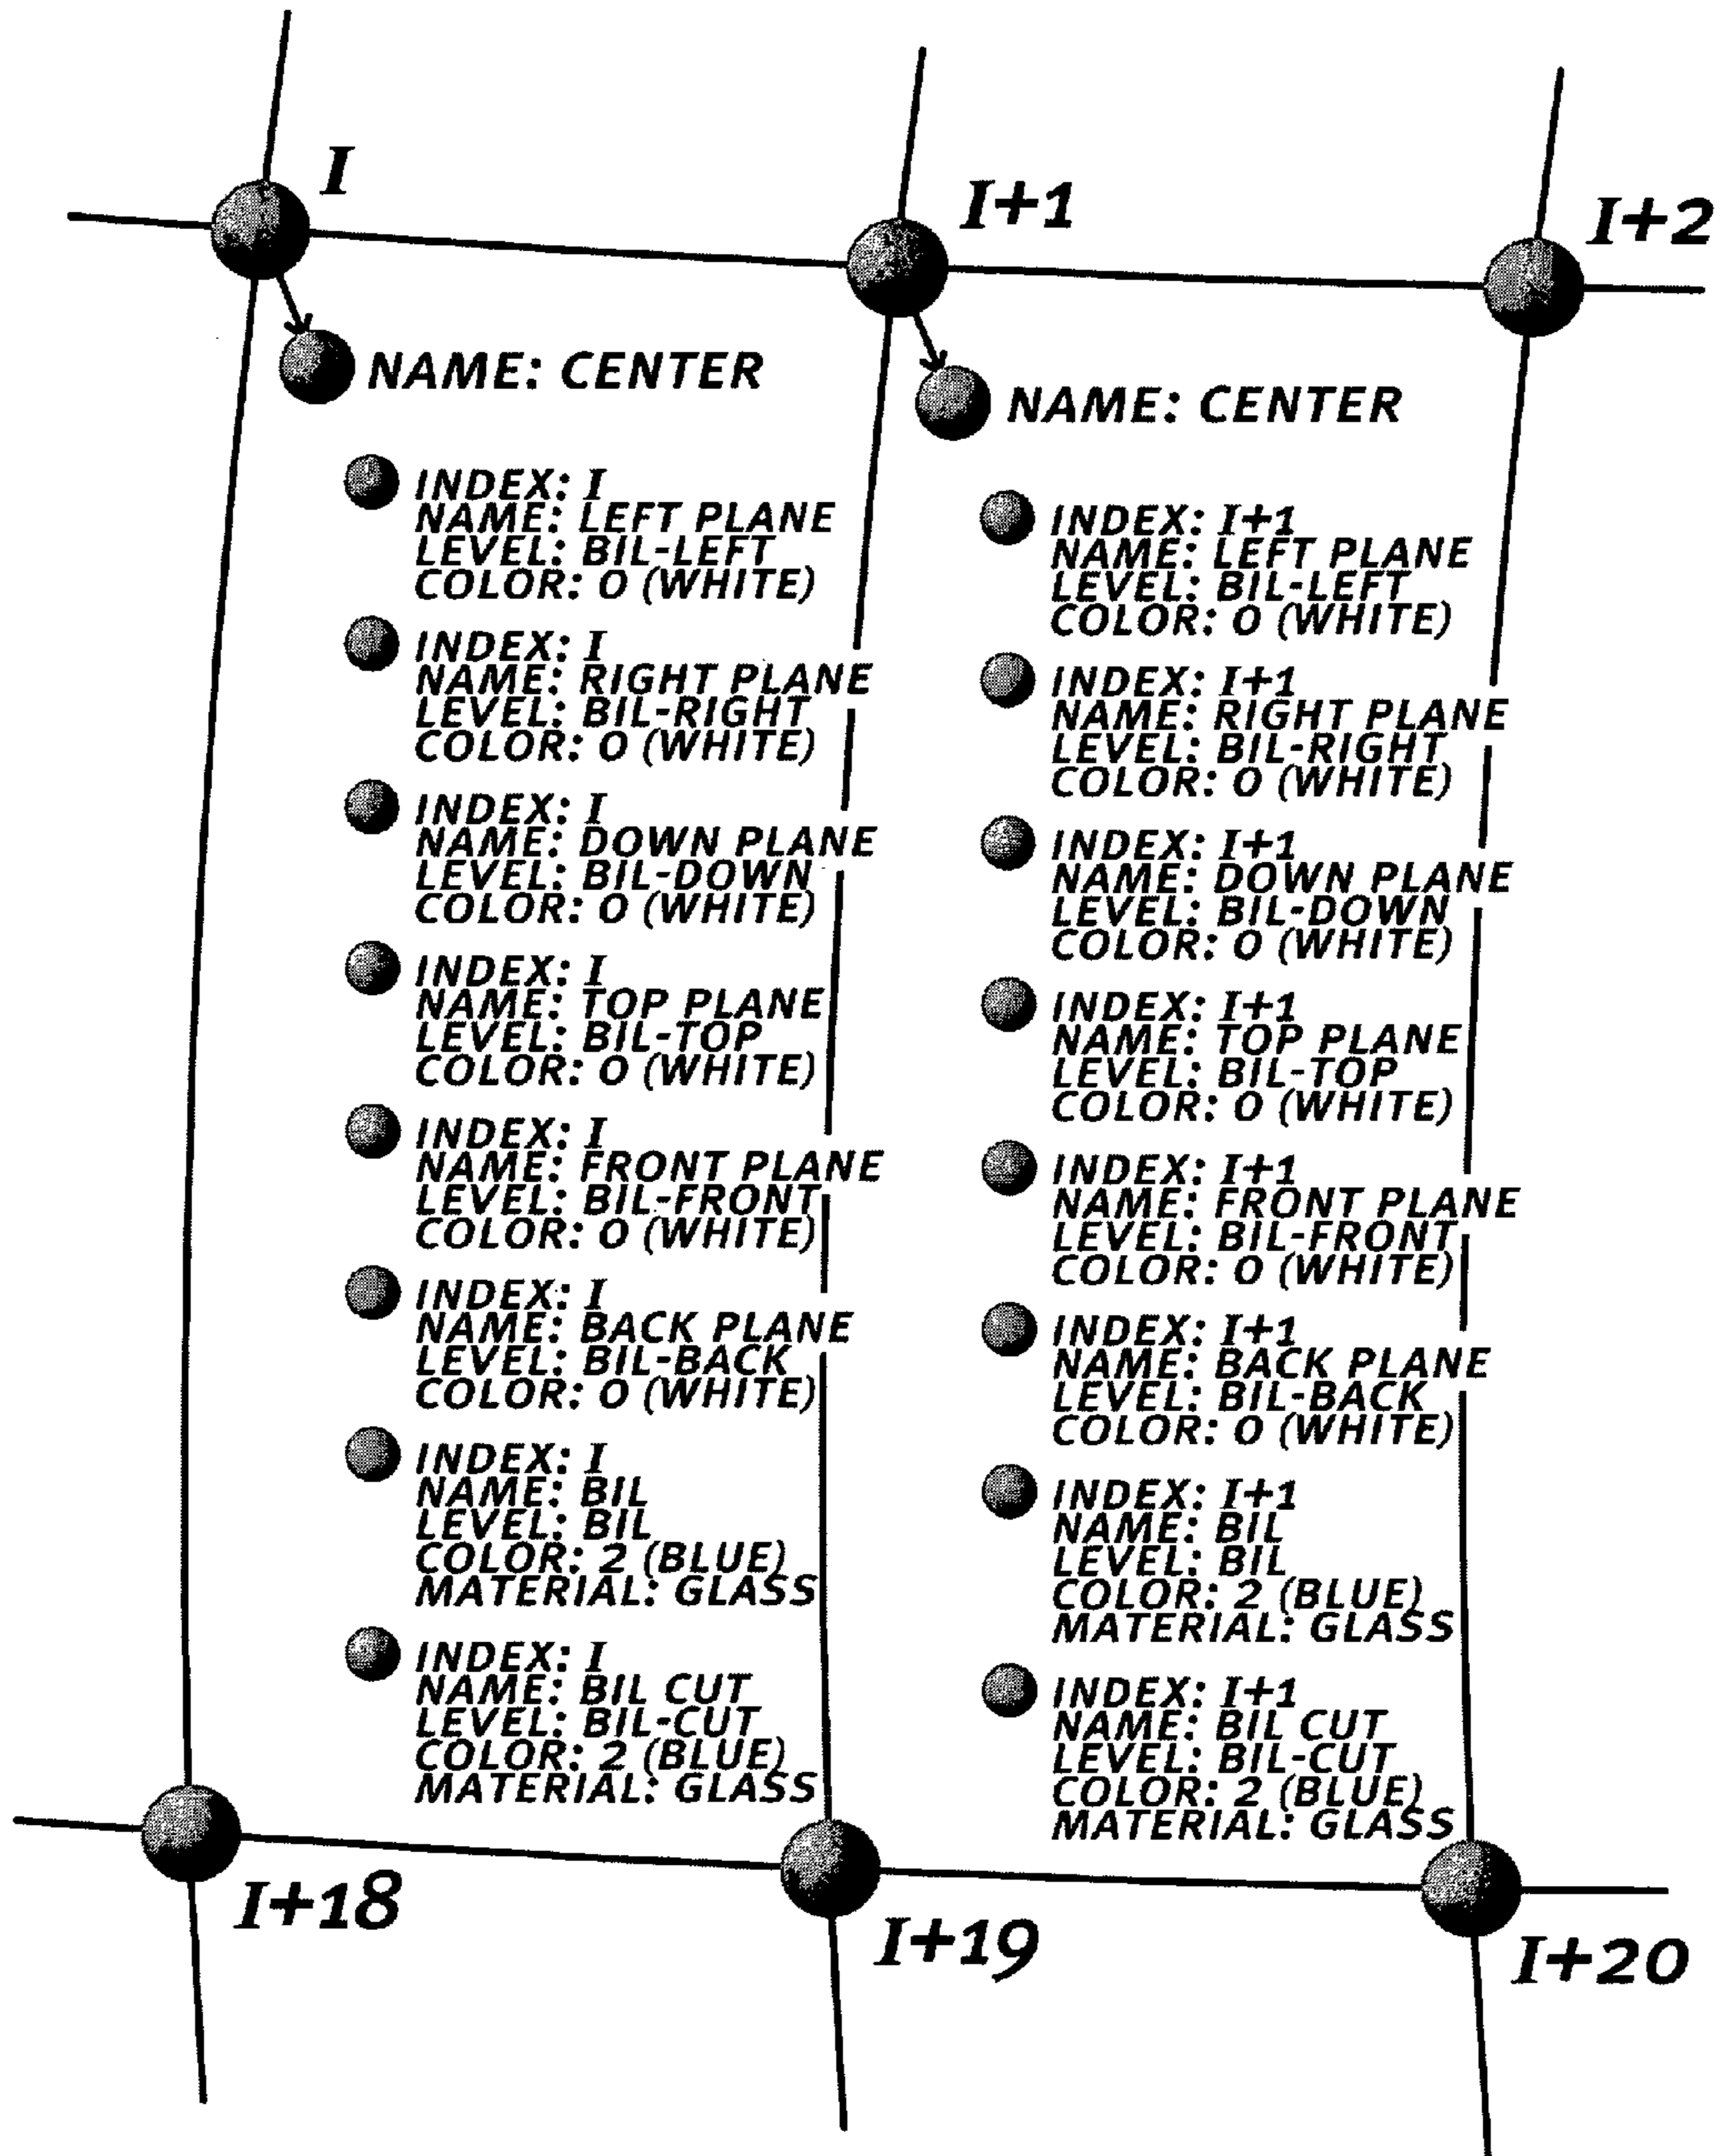 I
I+1
I+2
NAME: CENTER
NAME: CENTER
INDEX: I
NAME: LEFT PLANE
LEVEL: BIL-LEFT
COLOR: 0 (WHITE)
INDEX: I
NAME: RIGHT PLANE
LEVEL: BIL-RIGHT
COLOR: 0 (WHITE)
INDEX: I
NAME: DOWN PLANE
LEVEL: BIL-DOWN
COLOR: 0 (WHITE)
INDEX: I
NAME: TOP PLANE
LEVEL: BIL-TOP
COLOR: 0 (WHITE)
INDEX: I
NAME: FRONT PLANE
LEVEL: BIL-FRONT
COLOR: 0 (WHITE)
INDEX: I
NAME: BACK PLANE
LEVEL: BIL-BACK
COLOR: 0 (WHITE)
INDEX: I
NAME: BIL
LEVEL: BIL
COLOR: 2 (BLUE)
MATERIAL: GLASS
INDEX: I
NAME: BIL CUT
LEVEL: BIL-CUT
COLOR: 2 (BLUE)
MATERIAL: GLASS
INDEX: I+1
NAME: LEFT PLANE
LEVEL: BIL-LEFT
COLOR: 0 (WHITE)
INDEX: I+1
NAME: RIGHT PLANE
LEVEL: BIL-RIGHT
COLOR: 0 (WHITE)
INDEX: I+1
NAME: DOWN PLANE
LEVEL: BIL-DOWN
COLOR: 0 (WHITE)
INDEX: I+1
NAME: TOP PLANE
LEVEL: BIL-TOP
COLOR: 0 (WHITE)
INDEX: I+1
NAME: FRONT PLANE
LEVEL: BIL-FRONT
COLOR: 0 (WHITE)
INDEX: I+1
NAME: BACK PLANE
LEVEL: BIL-BACK
COLOR: 0 (WHITE)
INDEX: I+1
NAME: BIL
LEVEL: BIL
COLOR: 2 (BLUE)
MATERIAL: GLASS
INDEX: I+1
NAME: BIL CUT
LEVEL: BIL-CUT
COLOR: 2 (BLUE)
MATERIAL: GLASS
I+18
I+19
I+20